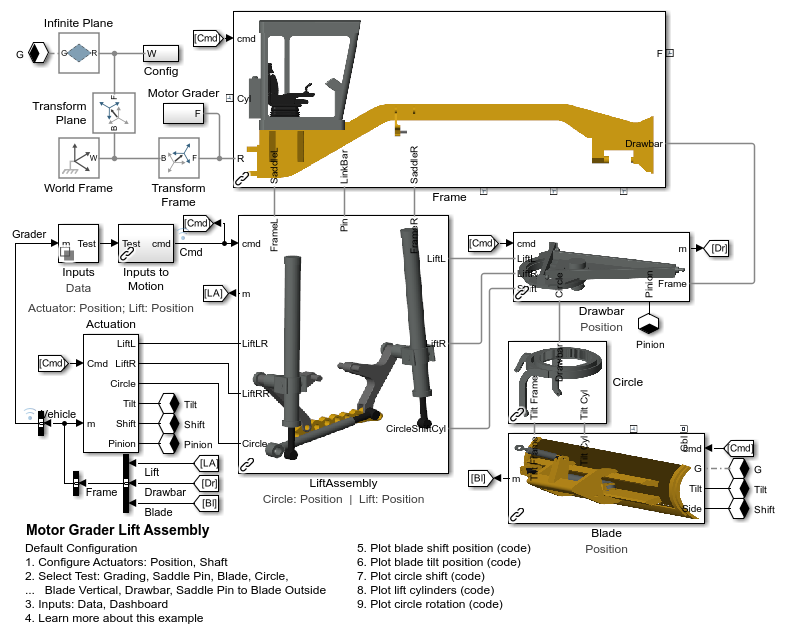 Infinite Plane
G
G
R
W
Config
[Cmd]
cmd
F
Cyl
Transform
Plane
F
B
Motor Grader
F
W
World Frame
B
F
Transform
Frame
R
SaddleL
LinkBar
SaddleR
Drawbar
Frame
Grader
Test
Inputs
Data
Test
cmd
Inputs to
Motion
[Cmd]
Cmd
[LA]
Actuator: Position; Lift: Position
Actuation
[Cmd]
Cmd
m
LiftL
LiftR
Circle
Tilt
Shift
Pinion
Tilt
Shift
Pinion
Vehicle
Frame
Lift
Drawbar
Blade
[LA]
[Dr]
[Bl]
cmd
m
FrameL
Pin
FrameR
LiftLR
LiftRR
Circle
LiftL
LiftR
CircleShiftCyl
LiftAssembly
Circle: Position | Lift: Position
[Cmd]
cmd
LiftL
LiftR
Circle
Pinion
m
[Dr]
Frame
Drawbar
Position
Pinion
Drawbar
Tilt Frame
Tilt Cyl
Circle
Tilt Frame
Tilt Cyl
Gbl
cmd
[Cmd]
G
G
Tilt
Tilt
Side
Shift
[Bl]
m
Blade
Position
Motor Grader Lift Assembly
Default Configuration
1. Configure Actuators: Position, Shaft
2. Select Test: Grading, Saddle Pin, Blade, Circle,
... Blade Vertical, Drawbar, Saddle Pin to Blade Outside
3. Inputs: Data, Dashboard
4. Learn more about this example
5. Plot blade shift position (code)
6. Plot blade tilt position (code)
7. Plot circle shift (code)
8. Plot lift cylinders (code)
9. Plot circle rotation (code)